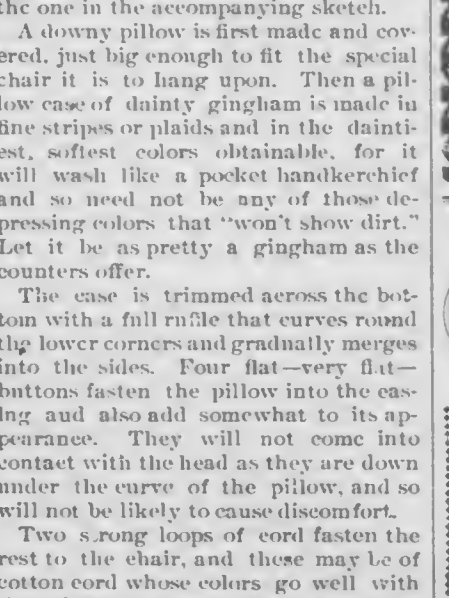 the one in the accompanying sketch.
A downy pillow is first made and cov-
ered, just big enough to fit the special
chair it is to hang upon. Then a pil-
low case of dainty gingham is made in
fine stripes or plaids and in the dainti-
est, softest colors obtainable, for it
will wash like a pocket handkerchief
and so need not be any of those de-
pressing colors that "won't show dirt."
Let it be as pretty a gingham as the
counters offer.
The case is trimmed across the bot-
tom with a full ruffle that curves round
the lower corners and gradually merges
into the sides. Four flat—very flat—
buttons fasten the pillow into the cas-
ing and also add somewhat to its ap-
pearance. They will not come into
contact with the head as they are down
under the curve of the pillow, and so
will not be likely to cause discomfort.
Two strong loops of cord fasten the
rest to the chair, and these may be of
cotton cord whose colors go well with